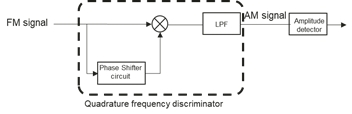 FM signal
LPF
AM signal
Amplitude
detector
Phase Shifter
circuit
Quadrature frequency discriminator